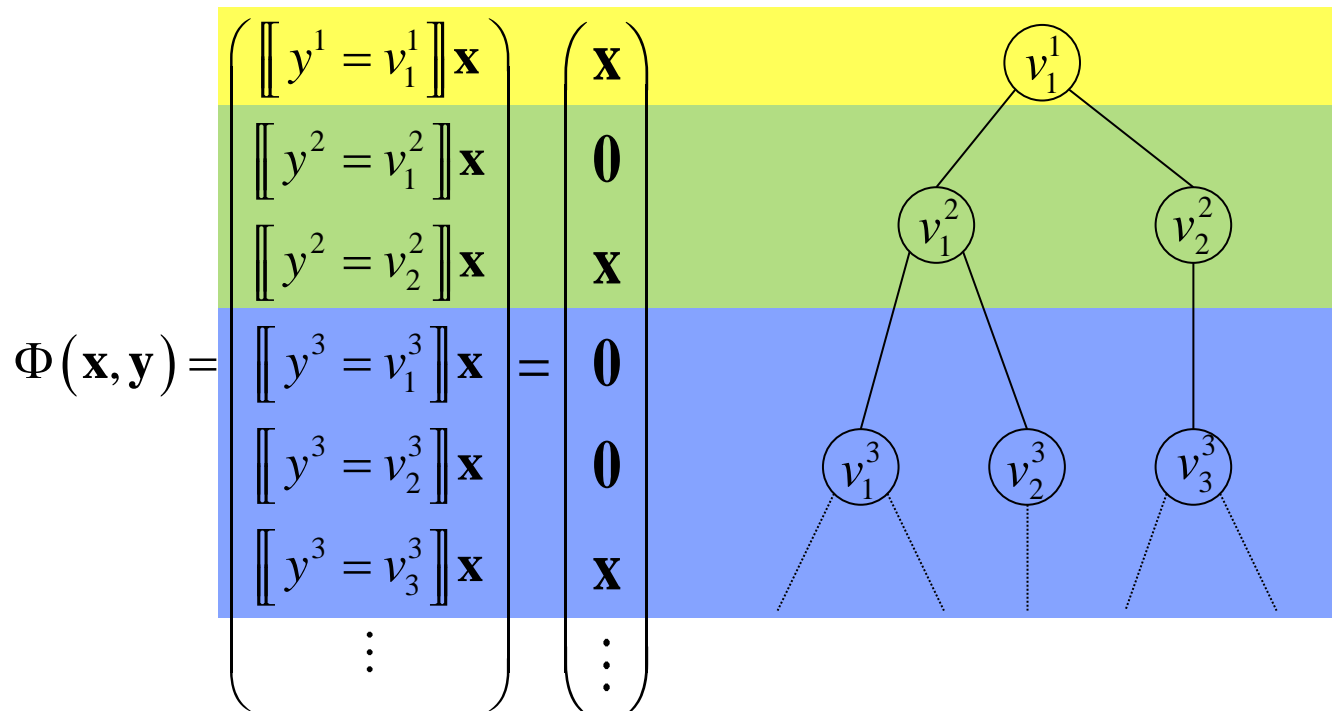 ⟦y¹ = v₁¹⟧𝐱 𝐱 v₁¹
⟦y² = v₁²⟧𝐱 𝟎
⟦y² = v₂²⟧𝐱 𝐱 v₁² v₂²
Φ(𝐱, 𝐲) = ⟦y³ = v₁³⟧𝐱 = 𝟎
⟦y³ = v₂³⟧𝐱 𝟎 v₁³ v₂³ v₃³
⟦y³ = v₃³⟧𝐱 𝐱
⋮ ⋮